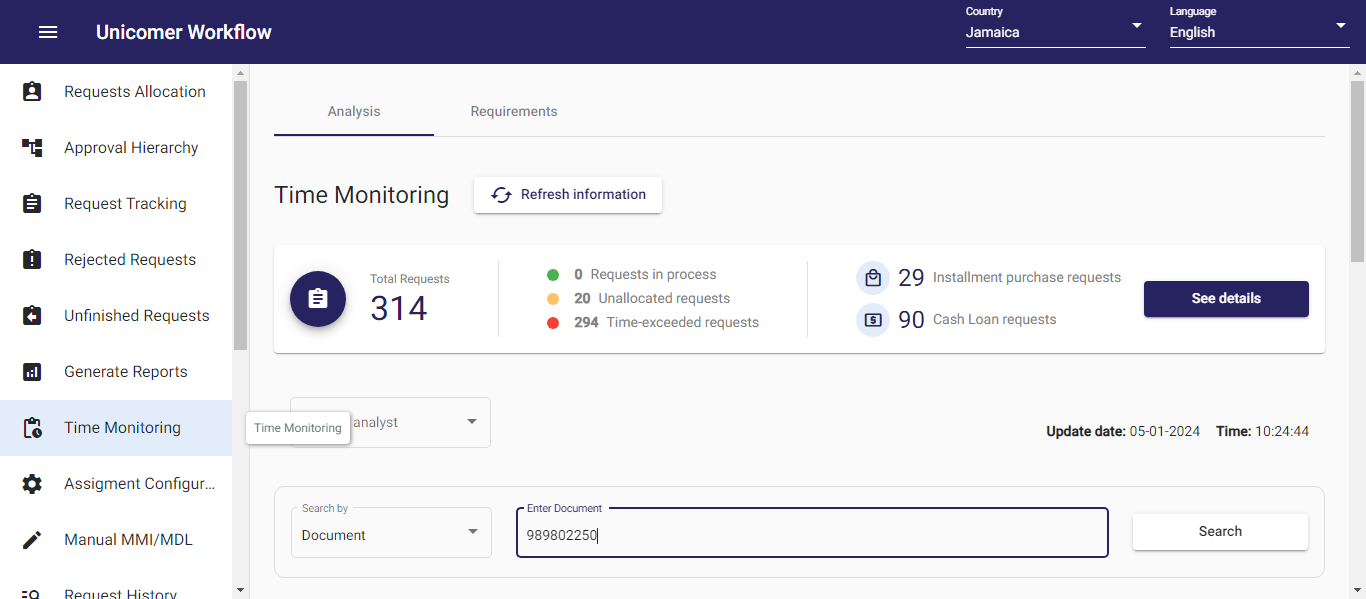 Unicomer Workflow
Country
Jamaica
Language
English
Requests Allocation
Approval Hierarchy
Request Tracking
Rejected Requests
Unfinished Requests
Generate Reports
Time Monitoring
Assigment Configur...
Manual MMI/MDL
Request History
Analysis
Requirements
Time Monitoring
Refresh information
Total Requests
314
0 Requests in process
20 Unallocated requests
294 Time-exceeded requests
29 Installment purchase requests
90 Cash Loan requests
See details
Time Monitoring
analyst
Update date: 05-01-2024 Time: 10:24:44
Search by
Document
Enter Document
989802250
Search